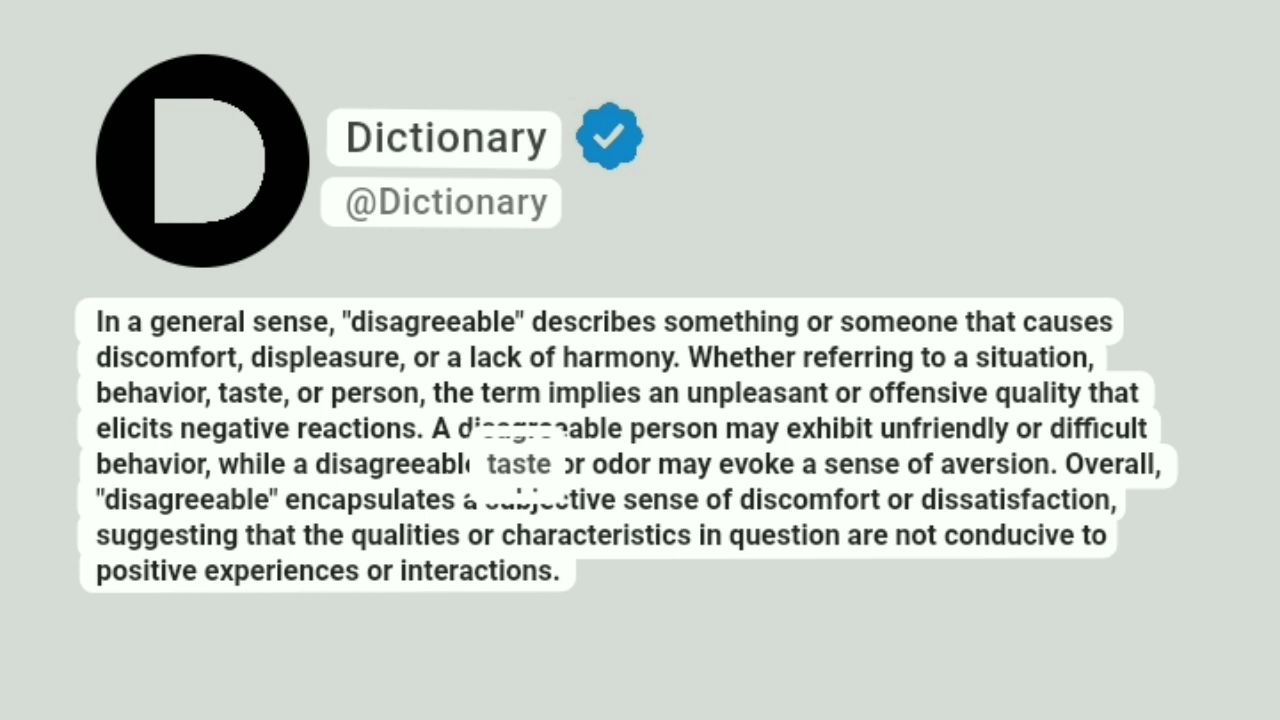 D
Dictionary
@Dictionary
In a general sense, "disagreeable" describes something or someone that causes
discomfort, displeasure, or a lack of harmony. Whether referring to a situation,
behavior, taste, or person, the term implies an unpleasant or offensive quality that
elicits negative reactions. A disagreeable person may exhibit unfriendly or difficult
behavior, while a disagreeable taste or odor may evoke a sense of aversion. Overall,
"disagreeable" encapsulates a subjective sense of discomfort or dissatisfaction,
suggesting that the qualities or characteristics in question are not conducive to
positive experiences or interactions.